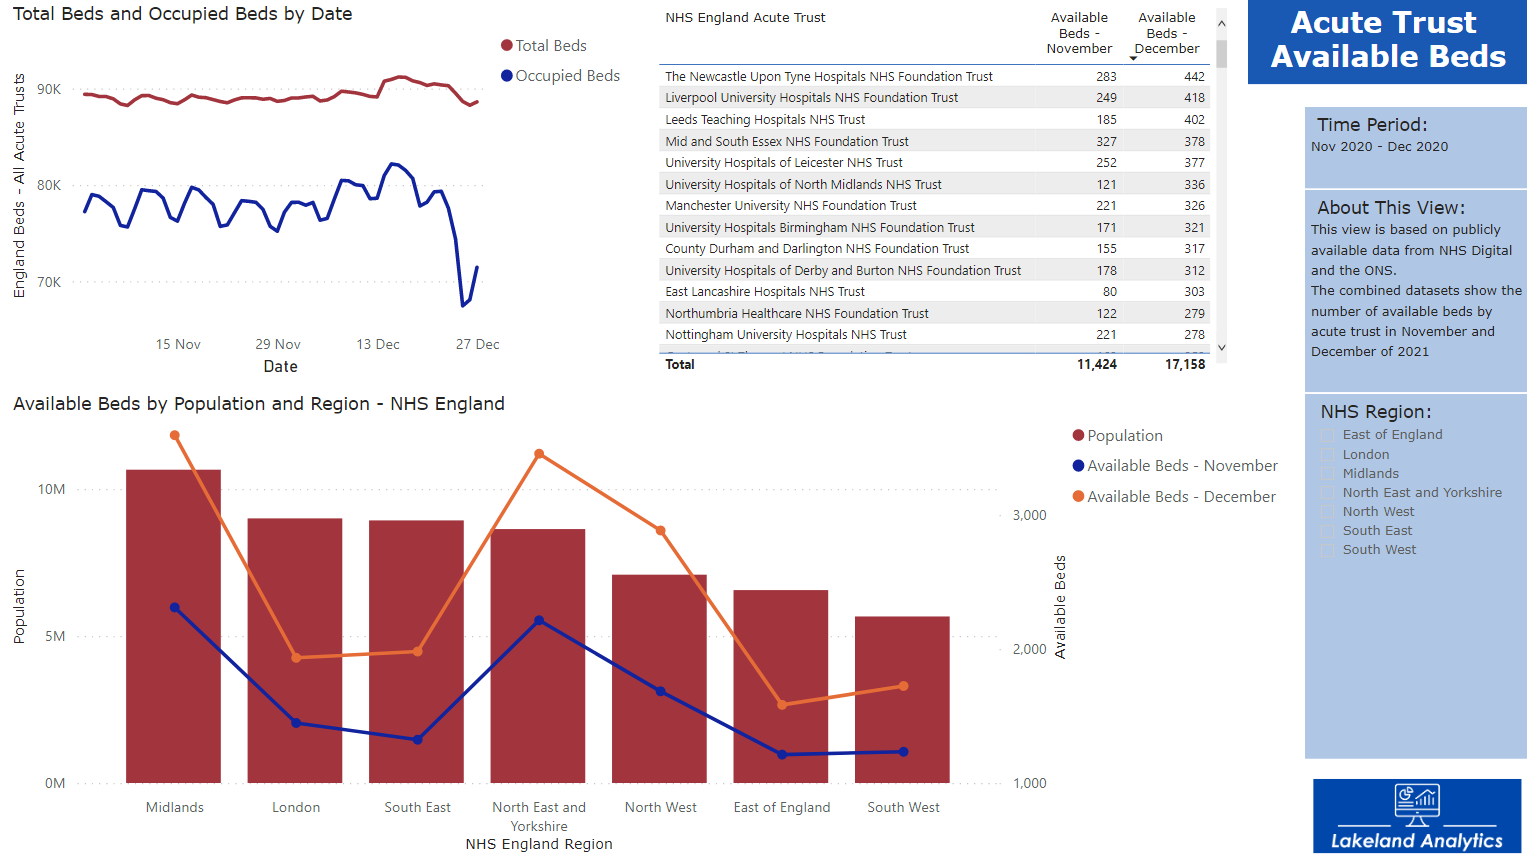 Total Beds and Occupied Beds by Date
Total Beds
Occupied Beds
England Beds - All Acute Trusts
90K
80K
70K
15 Nov 29 Nov 13 Dec 27 Dec
Date
NHS England Acute Trust Available Beds - November Available Beds - December
The Newcastle Upon Tyne Hospitals NHS Foundation Trust 283 442
Liverpool University Hospitals NHS Foundation Trust 249 418
Leeds Teaching Hospitals NHS Trust 185 402
Mid and South Essex NHS Foundation Trust 327 378
University Hospitals of Leicester NHS Trust 252 377
University Hospitals of North Midlands NHS Trust 121 336
Manchester University NHS Foundation Trust 221 326
University Hospitals Birmingham NHS Foundation Trust 171 321
County Durham and Darlington NHS Foundation Trust 155 317
University Hospitals of Derby and Burton NHS Foundation Trust 178 312
East Lancashire Hospitals NHS Trust 80 303
Northumbria Healthcare NHS Foundation Trust 122 279
Nottingham University Hospitals NHS Trust 221 278
Total 11,424 17,158
Acute Trust
Available Beds
Time Period:
Nov 2020 - Dec 2020
About This View:
This view is based on publicly
available data from NHS Digital
and the ONS.
The combined datasets show the
number of available beds by
acute trust in November and
December of 2021
NHS Region:
East of England
London
Midlands
North East and Yorkshire
North West
South East
South West
Available Beds by Population and Region - NHS England
Population
Available Beds - November
Available Beds - December
Population
10M
5M
0M
3,000
2,000
1,000
Available Beds
Midlands London South East North East and Yorkshire North West East of England South West
NHS England Region
Lakeland Analytics